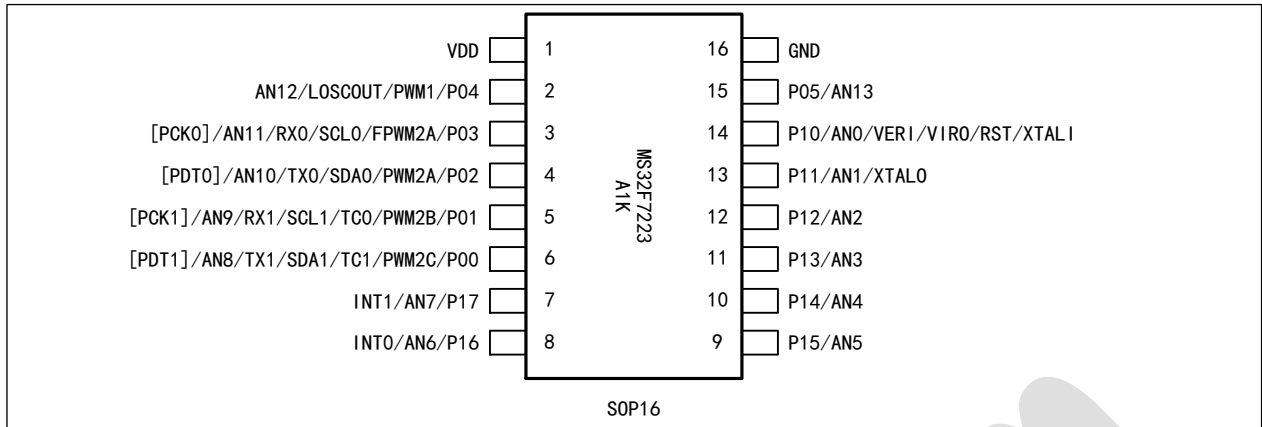 VDD 1 16 GND
AN12/LOSCOUT/PWM1/P04 2 15 P05/AN13
[PCK0]/AN11/RX0/SCL0/FPWM2A/P03 3 14 P10/AN0/VERI/VIRO/RST/XTALI
[PDT0]/AN10/TX0/SDA0/PWM2A/P02 4 13 P11/AN1/XTALO
[PCK1]/AN9/RX1/SCL1/TC0/PWM2B/P01 5 12 P12/AN2
[PDT1]/AN8/TX1/SDA1/TC1/PWM2C/P00 6 11 P13/AN3
INT1/AN7/P17 7 10 P14/AN4
INT0/AN6/P16 8 9 P15/AN5
MS32F7223
A1K
SOP16